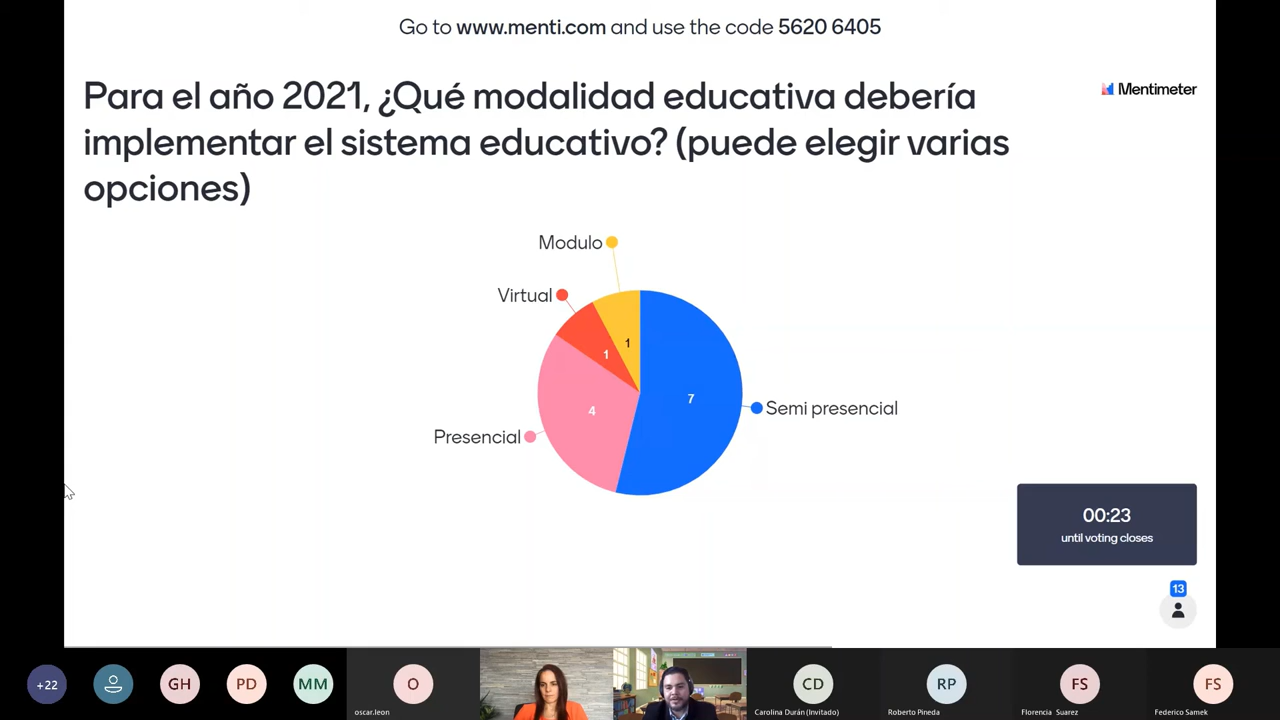 Go to www.menti.com and use the code 5620 6405
Para el año 2021, ¿Qué modalidad educativa debería
implementar el sistema educativo? (puede elegir varias
opciones)
Mentimeter
Modulo
Virtual
1
1
7
4
Semi presencial
Presencial
00:23
until voting closes
13
+22
GH
PD
MM
O
CD
RP
FS
FS
oscar.leon
Carolina Durán (Invitado)
Roberto Pineda
Florencia Suarez
Federico Samek